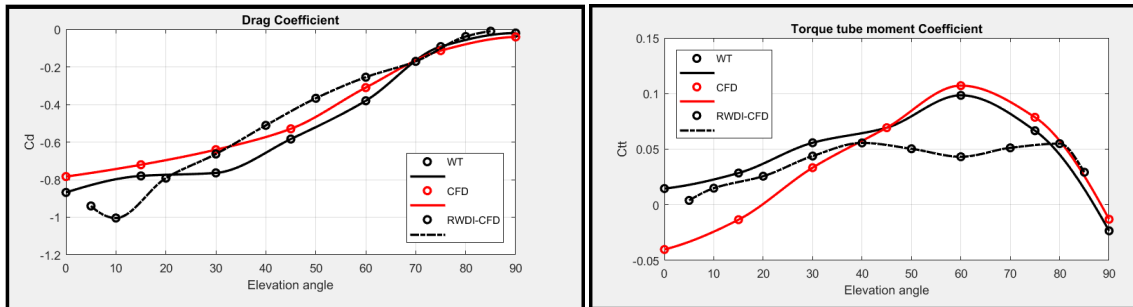 Drag Coefficient
0
-0.2
-0.4
-0.6
-0.8
-1
-1.2
Cd
WT
CFD
RWDI-CFD
0 10 20 30 40 50 60 70 80 90
Elevation angle
Torque tube moment Coefficient
0.15
0.1
0.05
0
-0.05
Ctt
WT
CFD
RWDI-CFD
0 10 20 30 40 50 60 70 80 90
Elevation angle